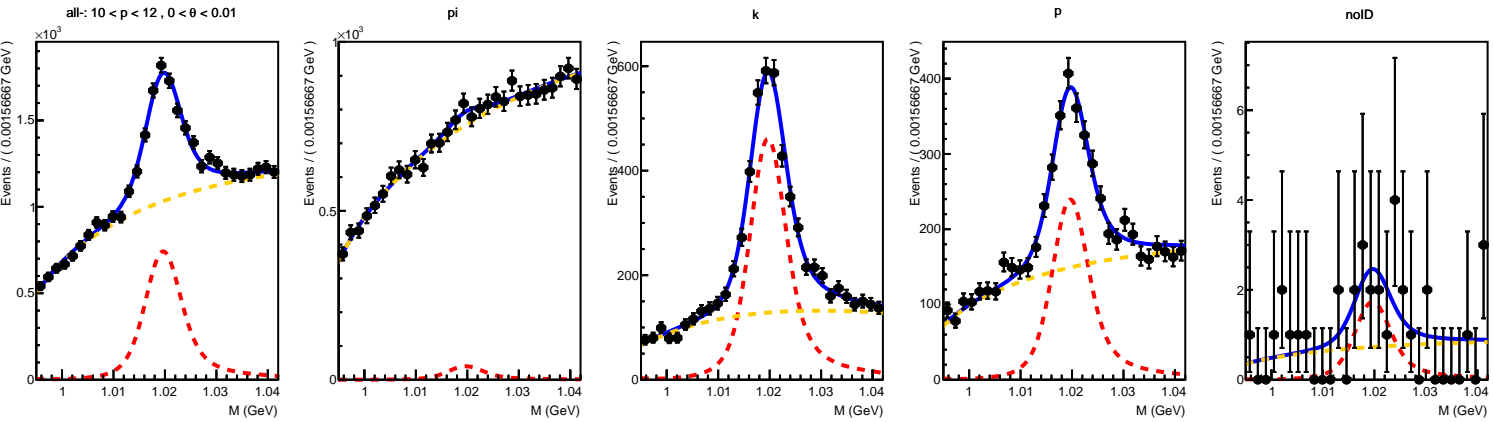 all-: 10 < p < 12 , 0 < θ < 0.01
×10³
Events / ( 0.00156667 GeV )
1.5
1
0.5
0
1 1.01 1.02 1.03 1.04
M (GeV)
pi
×10³
Events / ( 0.00156667 GeV )
1
0.5
0
1 1.01 1.02 1.03 1.04
M (GeV)
k
Events / ( 0.00156667 GeV )
600
400
200
0
1 1.01 1.02 1.03 1.04
M (GeV)
p
Events / ( 0.00156667 GeV )
400
300
200
100
0
1 1.01 1.02 1.03 1.04
M (GeV)
noID
Events / ( 0.00156667 GeV )
6
4
2
0
1 1.01 1.02 1.03 1.04
M (GeV)